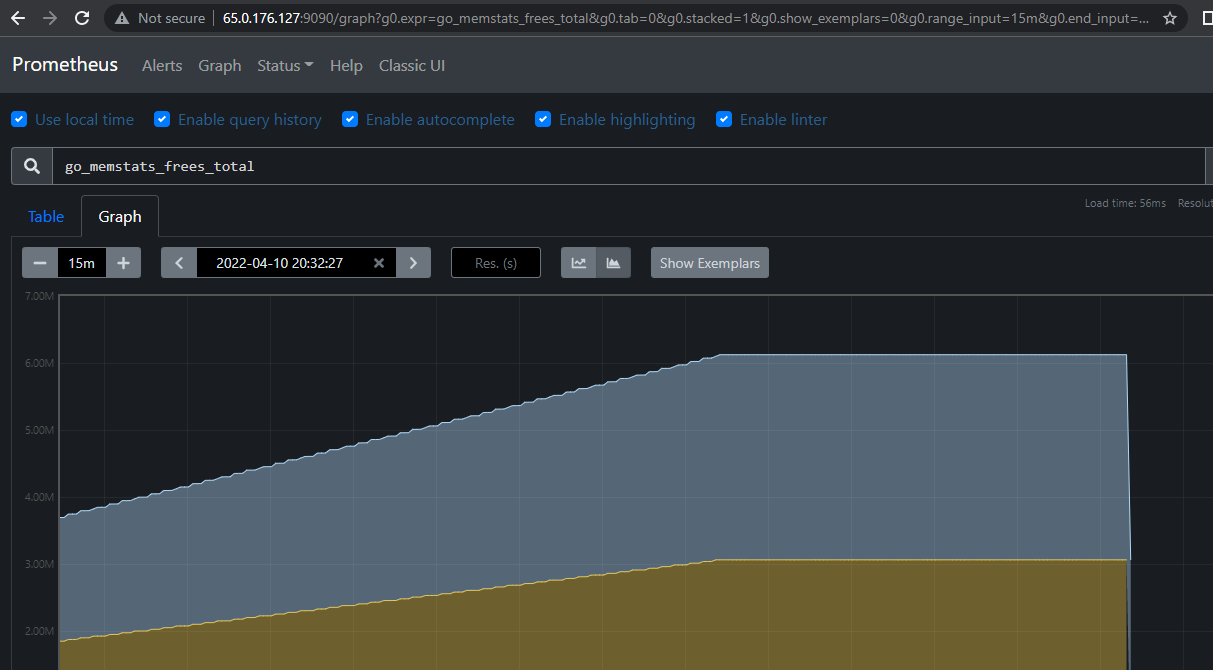 Not secure 65.0.176.127:9090/graph?g0.expr=go_memstats_frees_total&g0.tab=0&g0.stacked=1&g0.show_exemplars=0&g0.range_input=15m&g0.end_input=...
Prometheus Alerts Graph Status Help Classic UI
Use local time Enable query history Enable autocomplete Enable highlighting Enable linter
go_memstats_frees_total
Load time: 56ms Resolut
Table Graph
15m 2022-04-10 20:32:27 Res. (s) Show Exemplars
7.00M
6.00M
5.00M
4.00M
3.00M
2.00M